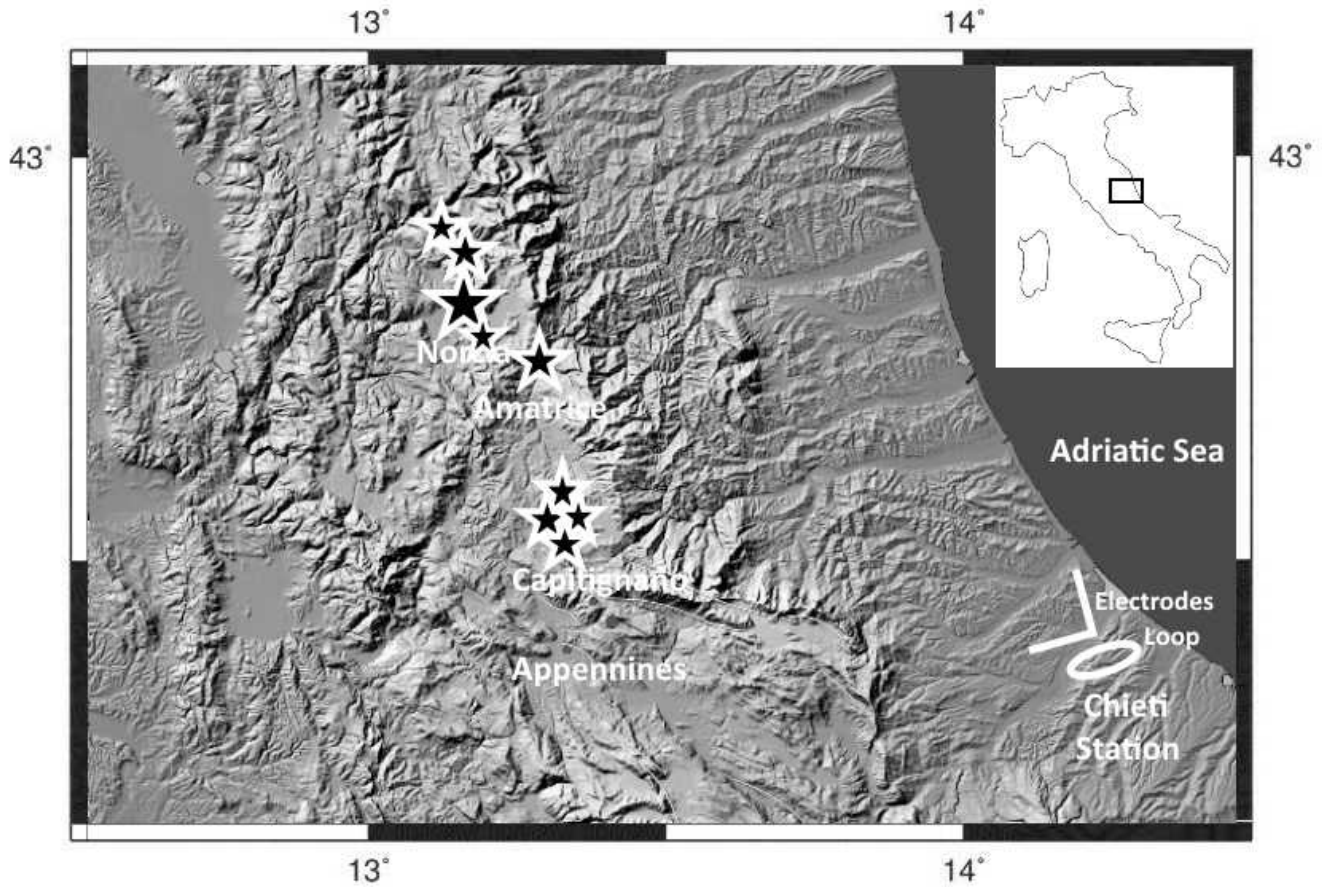 13°
14°
43°
43°
Norcia
Amatrice
Adriatic Sea
Capitignano
Electrodes
Loop
Appennines
Chieti
Station
13°
14°